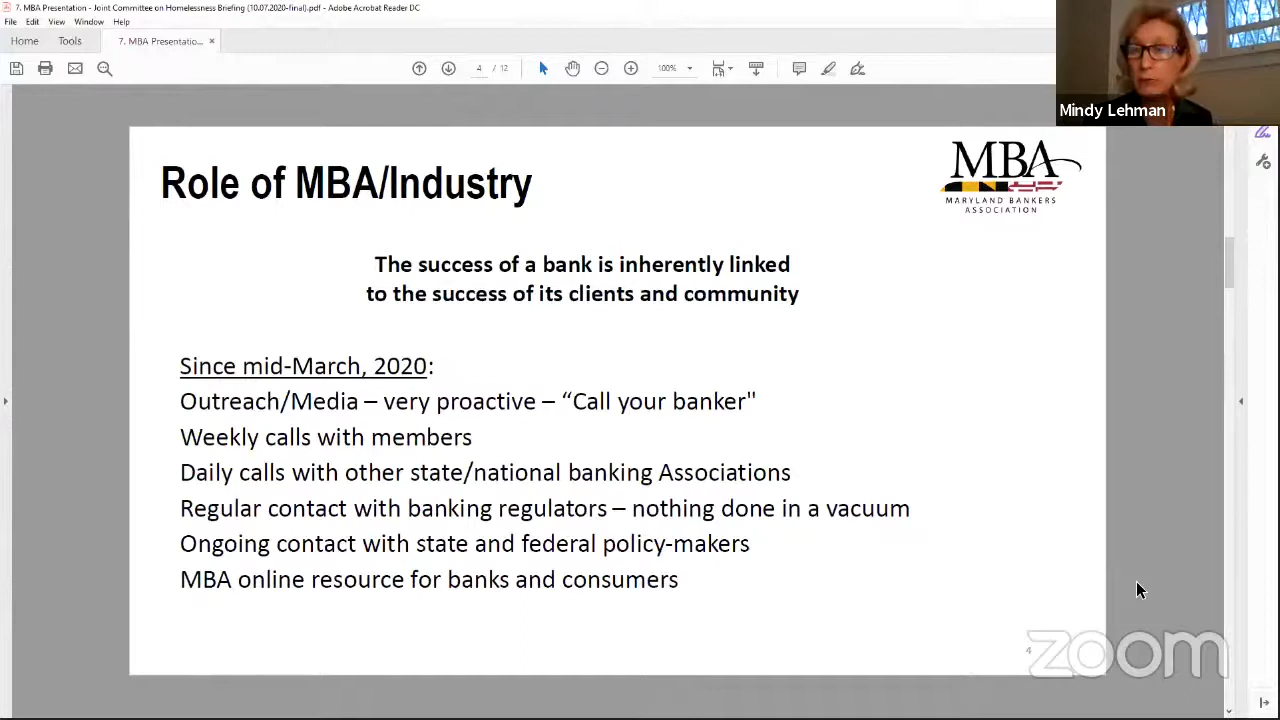 7. MBA Presentation - Joint Committee on Homelessness Briefing (10.07.2020-final).pdf - Adobe Acrobat Reader DC
File Edit View Window Help
Home Tools 7. MBA Presentatio... ×
4 / 12 100%
Mindy Lehman
Role of MBA/Industry
MBA
MARYLAND BANKERS
ASSOCIATION
The success of a bank is inherently linked
to the success of its clients and community
Since mid-March, 2020:
Outreach/Media – very proactive – “Call your banker"
Weekly calls with members
Daily calls with other state/national banking Associations
Regular contact with banking regulators – nothing done in a vacuum
Ongoing contact with state and federal policy-makers
MBA online resource for banks and consumers
4
zoom